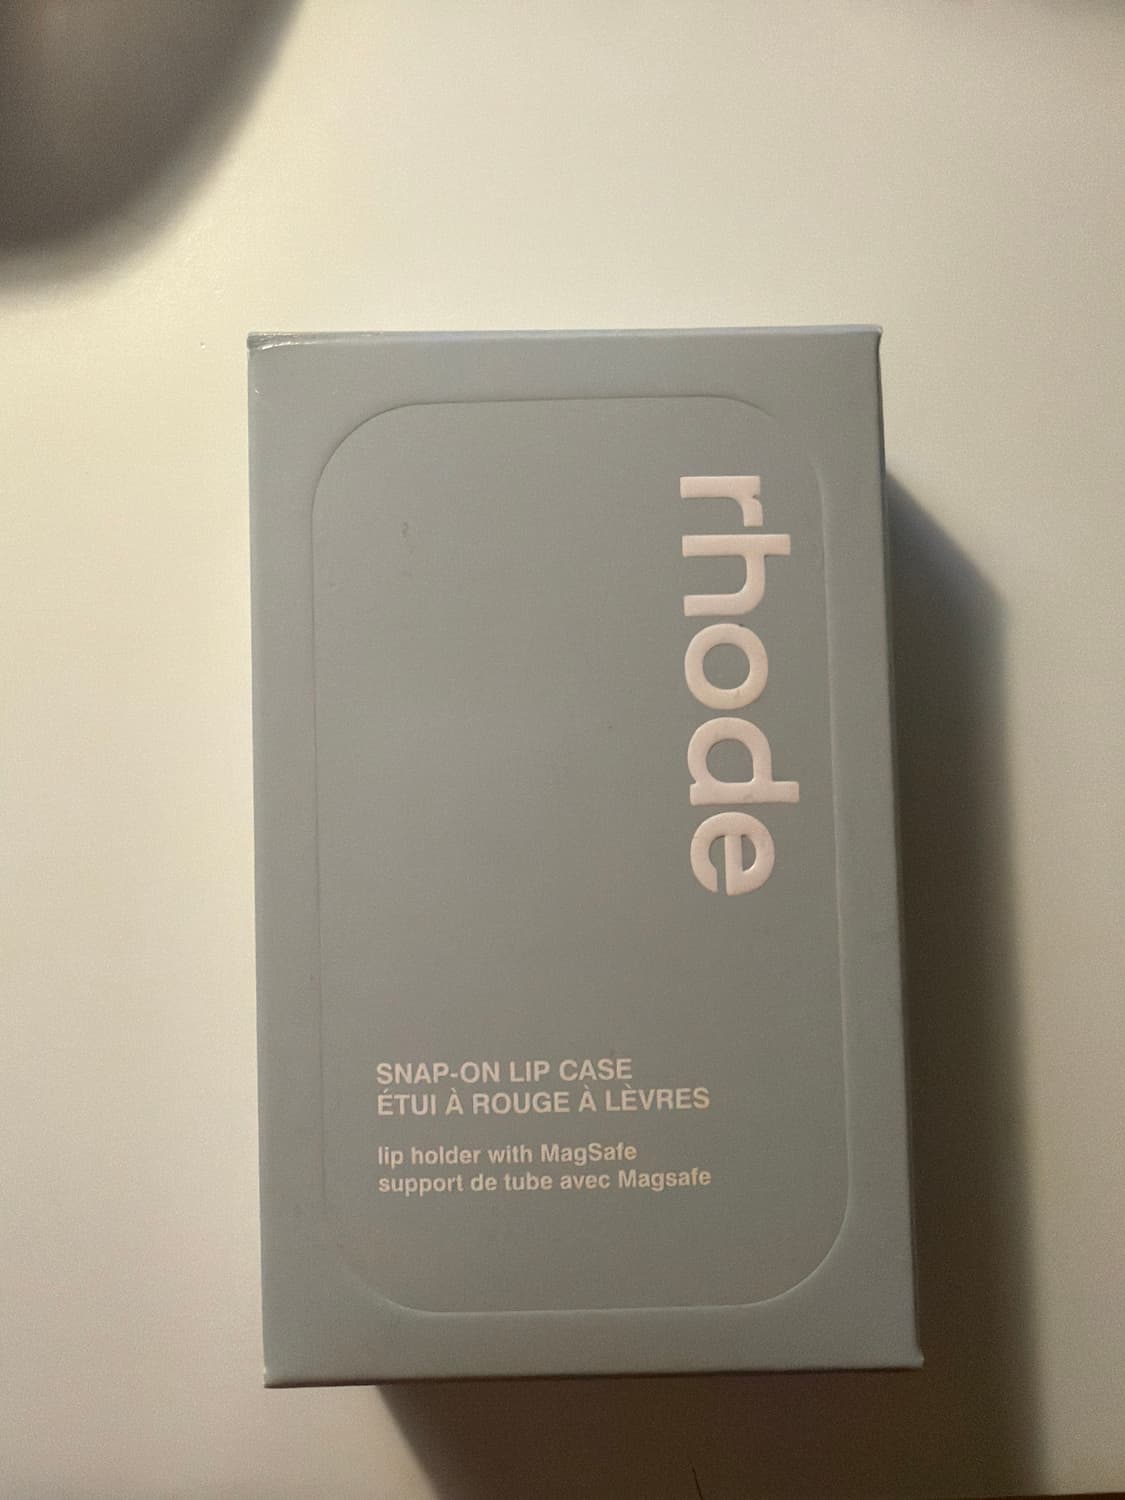 rhode
SNAP-ON LIP CASE
ÉTUI À ROUGE À LÈVRES
lip holder with MagSafe
support de tube avec Magsafe